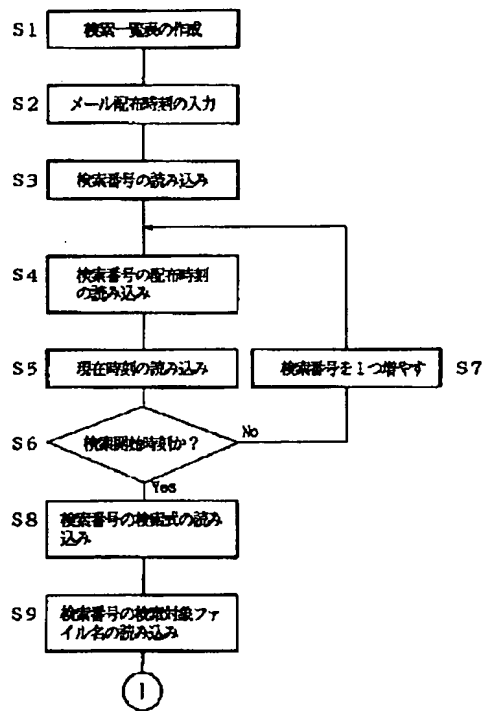 S1 検索一覧表の作成
S2 メール配布時刻の入力
S3 検索番号の読み込み
S4 検索番号の配布時刻
の読み込み
S5 現在時刻の読み込み
検索番号を1つ増やす S7
S6 検索開始時刻か?
No
Yes
S8 検索番号の検索式の読み
込み
S9 検索番号の検索対象ファ
イル名の読み込み
1